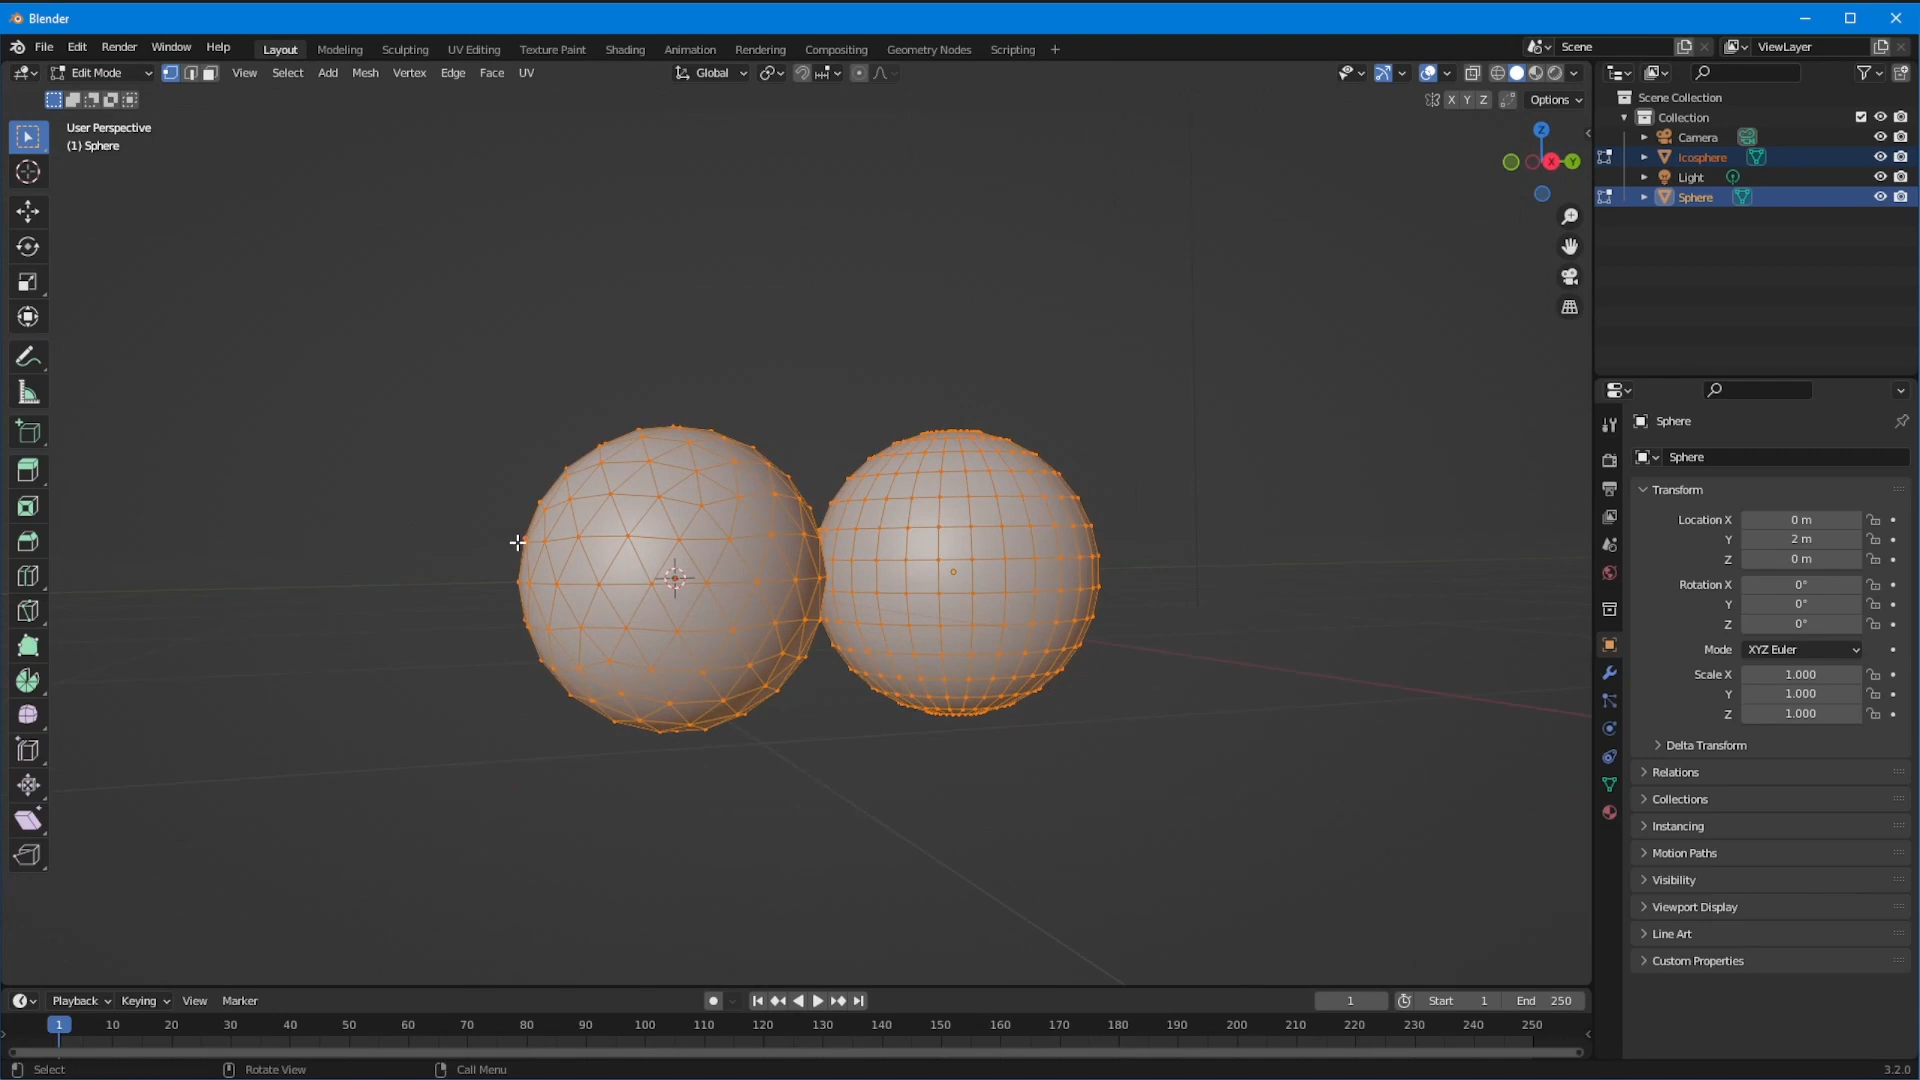 Blender
File Edit Render Window Help Layout Modeling Sculpting UV Editing Texture Paint Shading Animation Rendering Compositing Geometry Nodes Scripting + Scene ViewLayer
Edit Mode View Select Add Mesh Vertex Edge Face UV Global
X Y Z Options
User Perspective
(1) Sphere
Z
X Y
Scene Collection
Collection
Camera
Icosphere
Light
Sphere
Sphere
Sphere
Transform
Location X 0 m
Y 2 m
Z 0 m
Rotation X 0°
Y 0°
Z 0°
Mode XYZ Euler
Scale X 1.000
Y 1.000
Z 1.000
Delta Transform
Relations
Collections
Instancing
Motion Paths
Visibility
Viewport Display
Line Art
Custom Properties
Playback Keying View Marker 1 Start 1 End 250
1 10 20 30 40 50 60 70 80 90 100 110 120 130 140 150 160 170 180 190 200 210 220 230 240 250
Select Rotate View Call Menu 3.2.0